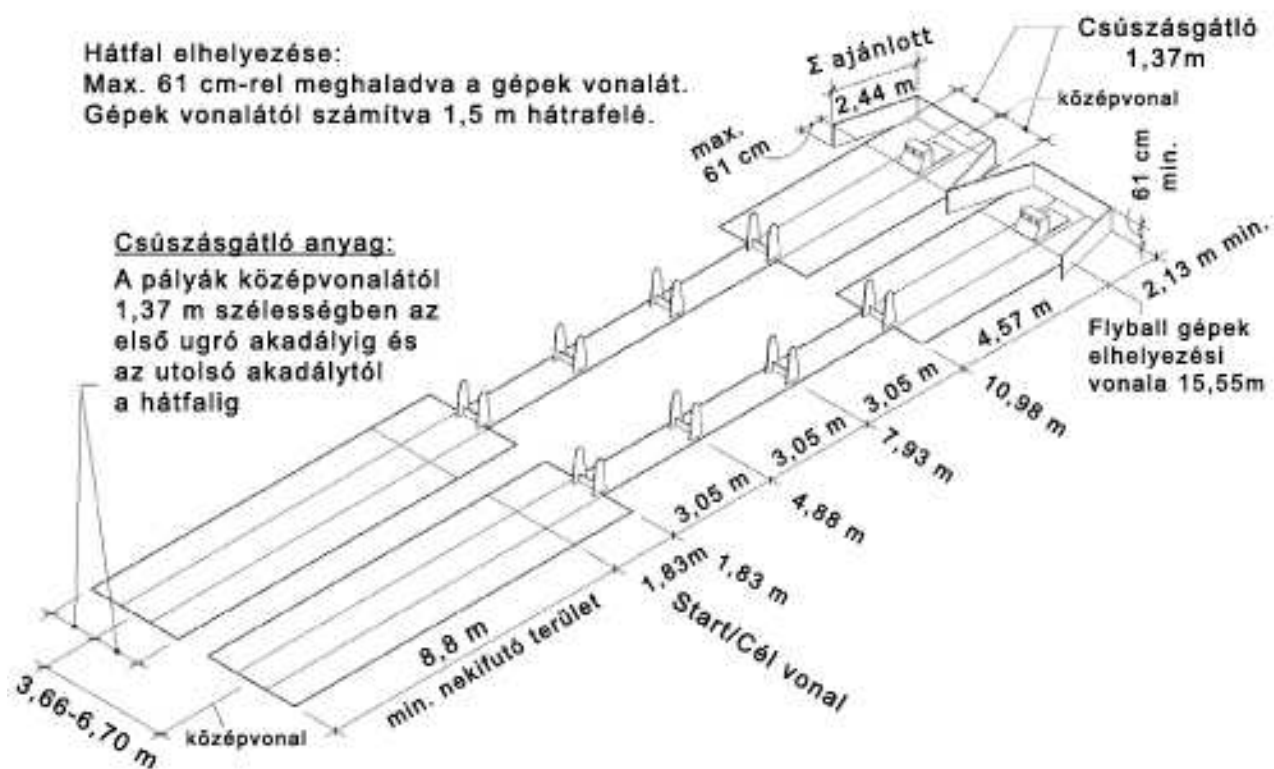 Hátfal elhelyezése:
Max. 61 cm-rel meghaladva a gépek vonalát.
Gépek vonalától számítva 1,5 m hátrafelé.
Σ ajánlott
2,44 m
max.
61 cm
Csúszásgátló
1,37m
középvonal
61 cm
min.
2,13 m min.
Csúszásgátló anyag:
A pályák középvonalától
1,37 m szélességben az
első ugró akadályig és
az utolsó akadálytól
a hátfalig
Flyball gépek
elhelyezési
vonala 15,55m
4,57 m
10,98 m
3,05 m
7,93 m
3,05 m
4,88 m
3,05 m
1,83 m
1,83m
Start/Cél vonal
8,8 m
min. nekifutó terület
középvonal
3,66-6,70 m